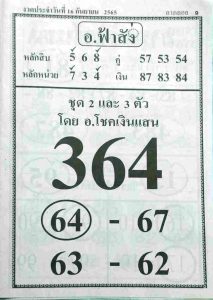 งวดประจำวันที่ 16 กันยายน 2565
อ.ฟ้าสั่ง
หลักสิบ 5 6 8 คู่ 57 53 54
หลักหน่วย 7 3 4 เงิน 87 83 84
ชุด 2 และ 3 ตัว
โดย อ.โชคเงินแสน
364
64 - 67
63 - 62